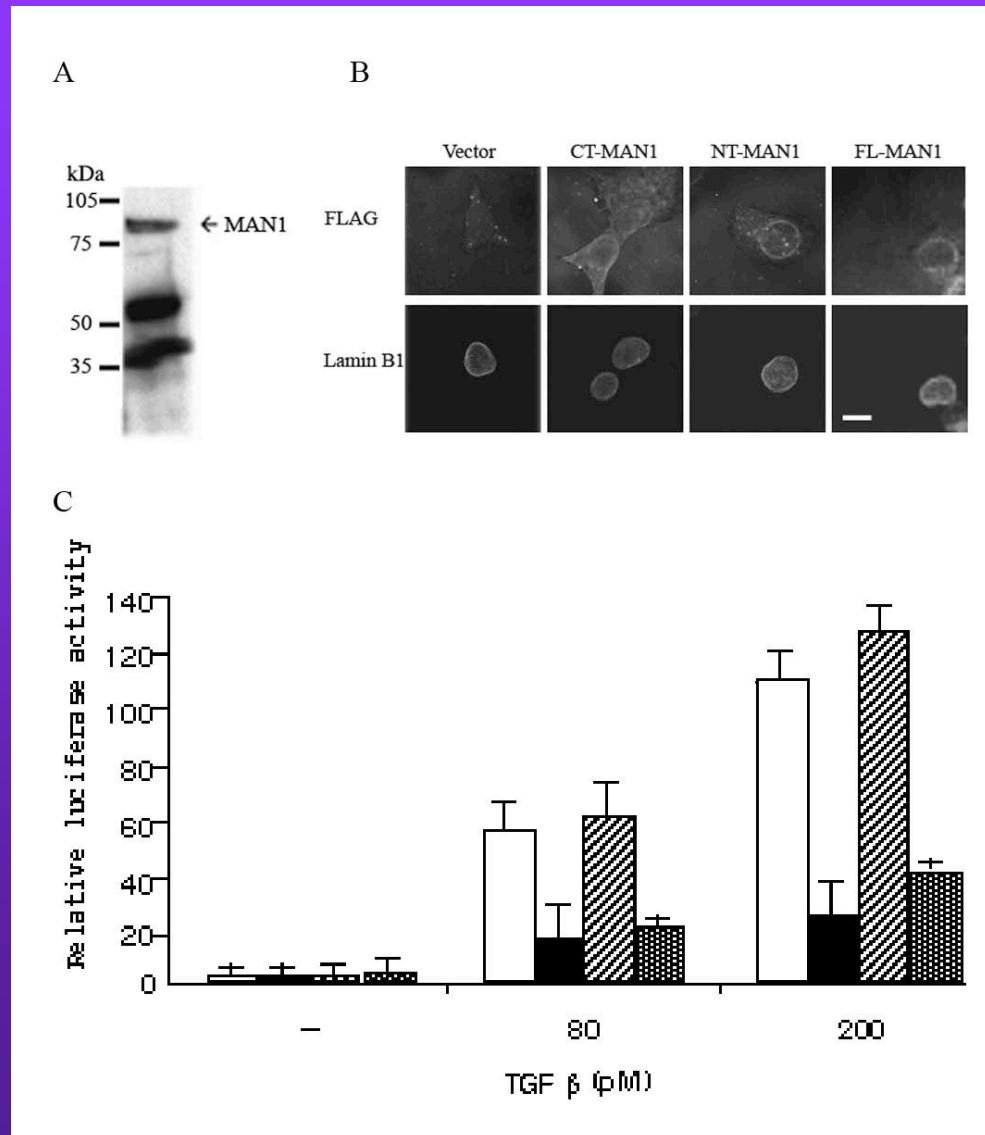 A
B
kDa
105
75
50
35
← MAN1
Vector CT-MAN1 NT-MAN1 FL-MAN1
FLAG
Lamin B1
C
Relative luciferase activity
140
120
100
80
60
40
20
0
– 80 200
TGF β (pM)